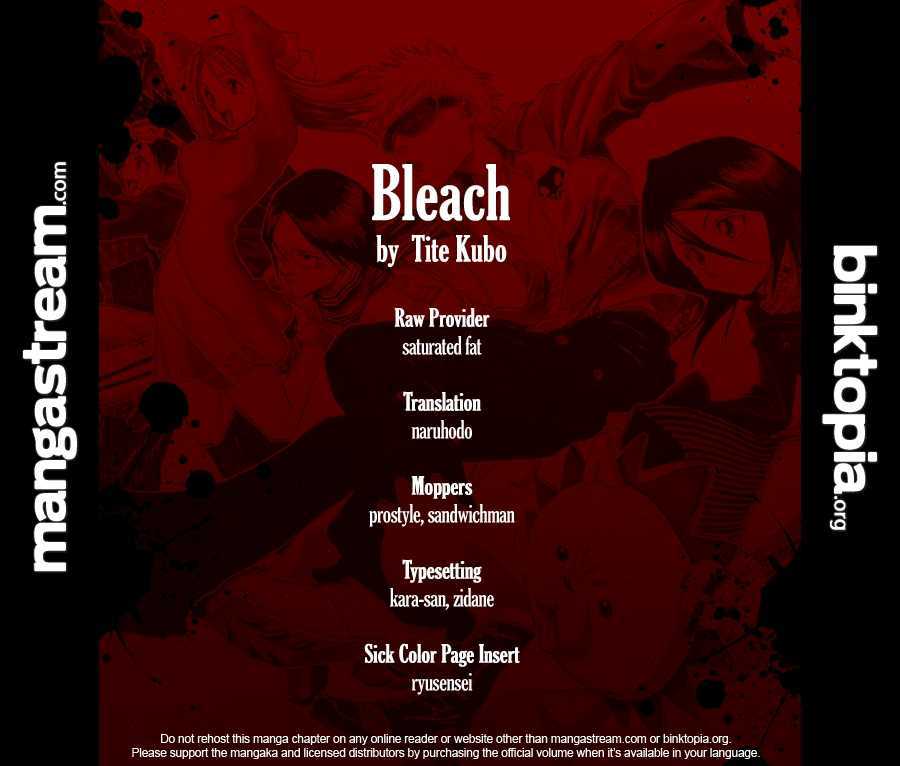 mangastream.com
Bleach
by Tite Kubo
Raw Provider
saturated fat
Translation
naruhodo
Moppers
prostyle, sandwichman
Typesetting
kara-san, zidane
Sick Color Page Insert
ryusensei
binktopia.org
Do not rehost this manga chapter on any online reader or website other than mangastream.com or binktopia.org.
Please support the mangaka and licensed distributors by purchasing the official volume when it's available in your language.